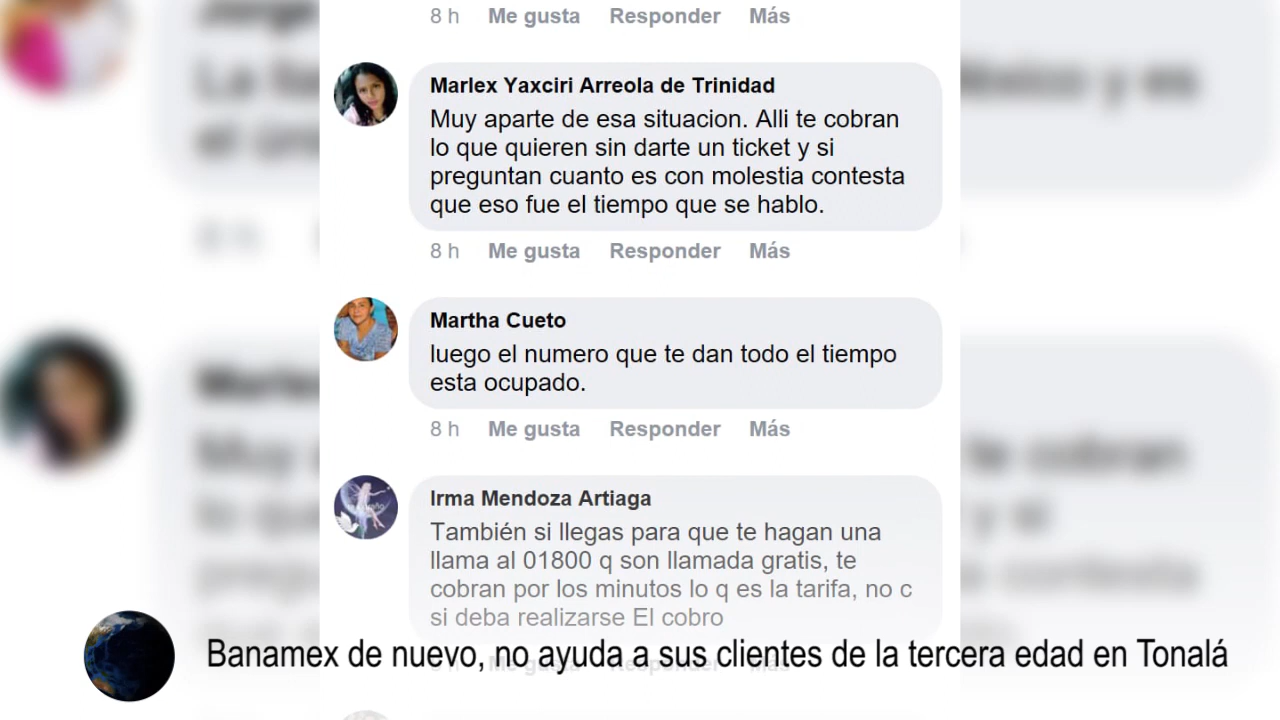 8 h Me gusta Responder Más
Marlex Yaxciri Arreola de Trinidad
Muy aparte de esa situacion. Alli te cobran
lo que quieren sin darte un ticket y si
preguntan cuanto es con molestia contesta
que eso fue el tiempo que se hablo.
8 h Me gusta Responder Más
Martha Cueto
luego el numero que te dan todo el tiempo
esta ocupado.
8 h Me gusta Responder Más
Irma Mendoza Artiaga
También si llegas para que te hagan una
llama al 01800 q son llamada gratis, te
cobran por los minutos lo q es la tarifa, no c
si deba realizarse El cobro
8 h Me gusta Responder Más
Banamex de nuevo, no ayuda a sus clientes de la tercera edad en Tonalá